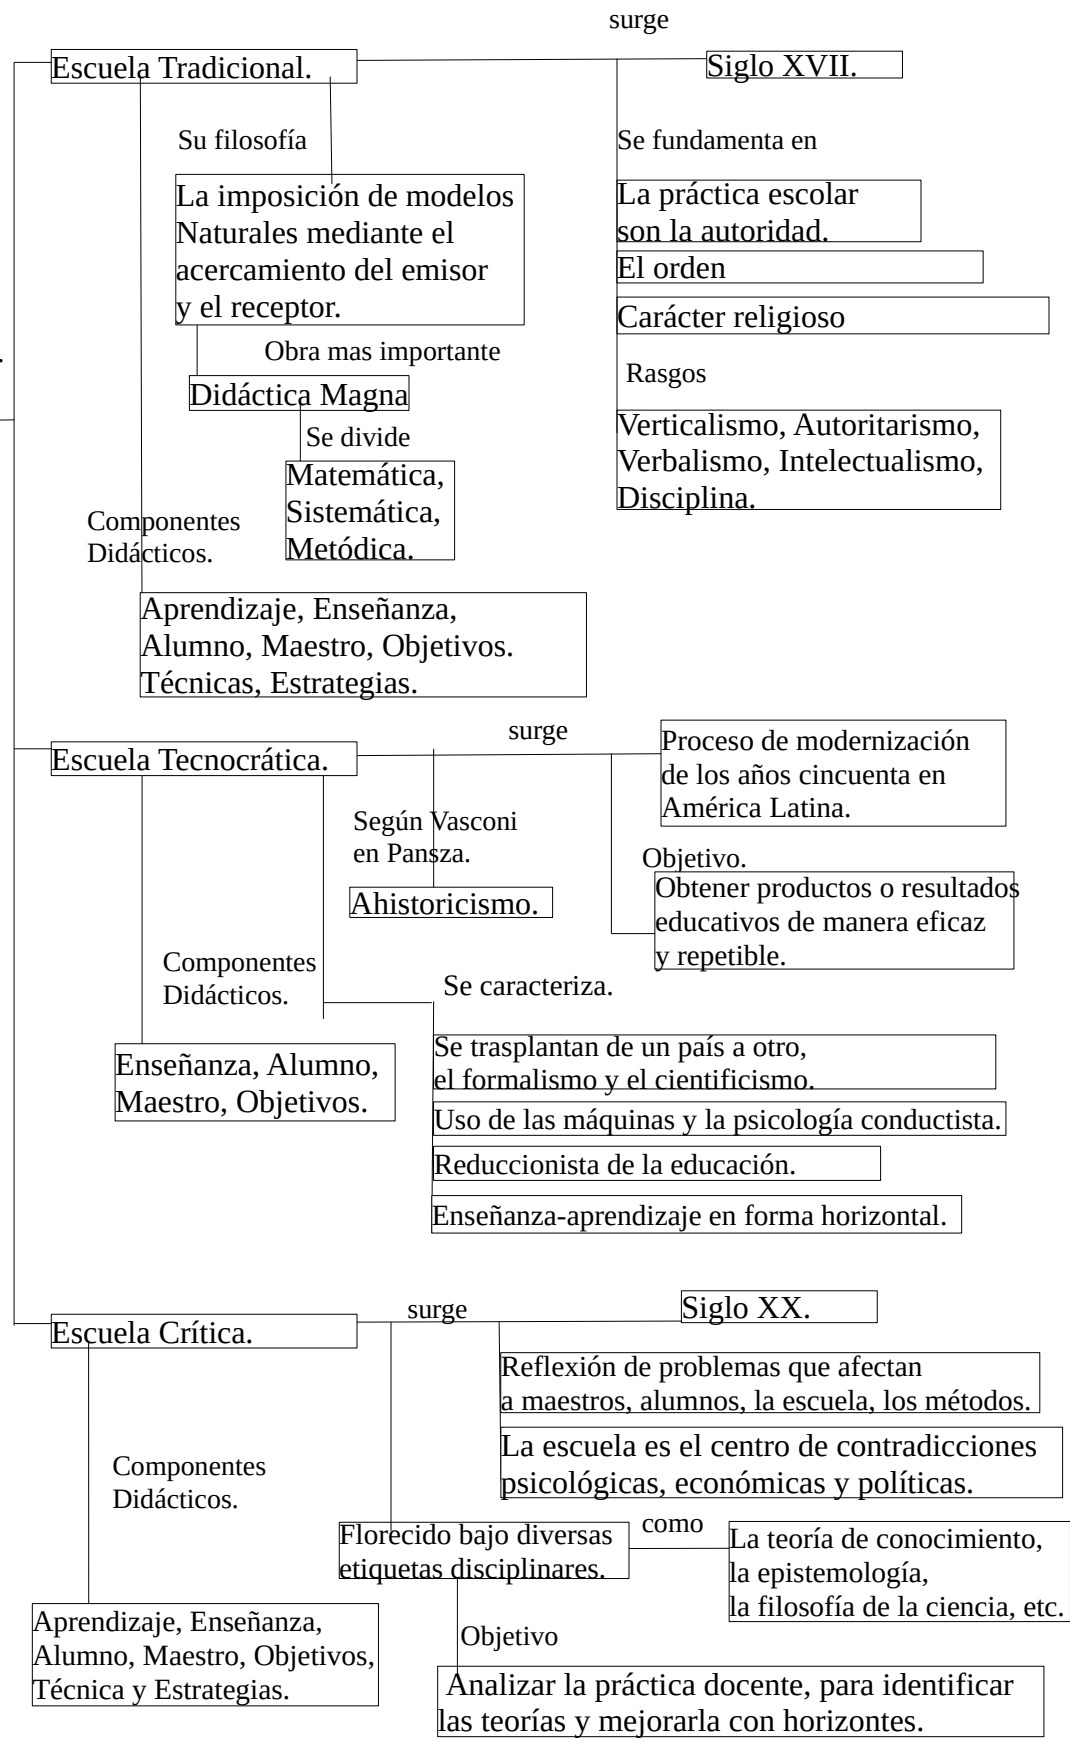 surge
Escuela Tradicional.
Siglo XVII.
Su filosofía
Se fundamenta en
La imposición de modelos
Naturales mediante el
acercamiento del emisor
y el receptor.
La práctica escolar
son la autoridad.
El orden
Carácter religioso
.
Obra mas importante
Rasgos
Didáctica Magna
Verticalismo, Autoritarismo,
Verbalismo, Intelectualismo,
Disciplina.
Se divide
Matemática,
Sistemática,
Metódica.
Componentes
Didácticos.
Aprendizaje, Enseñanza,
Alumno, Maestro, Objetivos.
Técnicas, Estrategias.
surge
Escuela Tecnocrática.
Proceso de modernización
de los años cincuenta en
América Latina.
Según Vasconi
en Pansza.
Objetivo.
Ahistoricismo.
Obtener productos o resultados
educativos de manera eficaz
y repetible.
Componentes
Didácticos.
Se caracteriza.
Enseñanza, Alumno,
Maestro, Objetivos.
Se trasplantan de un país a otro,
el formalismo y el cientificismo.
Uso de las máquinas y la psicología conductista.
Reduccionista de la educación.
Enseñanza-aprendizaje en forma horizontal.
surge
Siglo XX.
Escuela Crítica.
Reflexión de problemas que afectan
a maestros, alumnos, la escuela, los métodos.
La escuela es el centro de contradicciones
psicológicas, económicas y políticas.
Componentes
Didácticos.
Florecido bajo diversas
etiquetas disciplinares.
como
La teoría de conocimiento,
la epistemología,
la filosofía de la ciencia, etc.
Aprendizaje, Enseñanza,
Alumno, Maestro, Objetivos,
Técnica y Estrategias.
Objetivo
Analizar la práctica docente, para identificar
las teorías y mejorarla con horizontes.